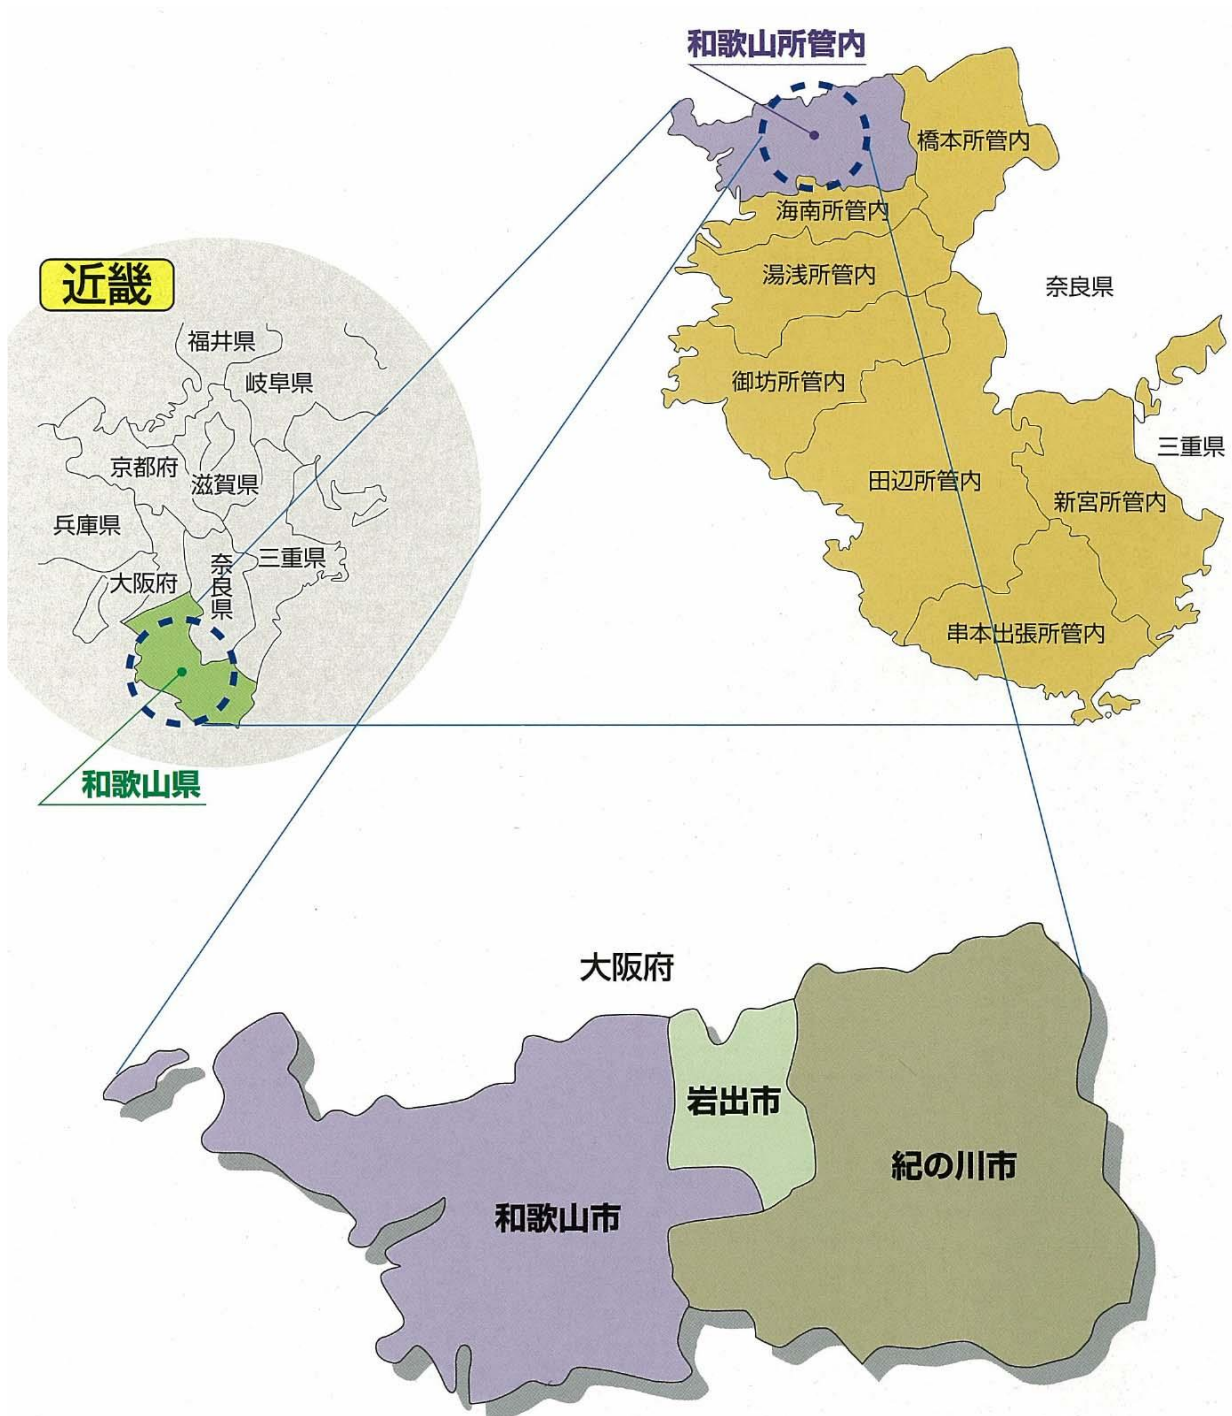 和歌山所管内
橋本所管内
海南所管内
湯浅所管内
奈良県
御坊所管内
三重県
田辺所管内
新宮所管内
串本出張所管内
近畿
福井県
岐阜県
京都府
滋賀県
兵庫県
三重県
奈良県
大阪府
和歌山県
大阪府
岩出市
紀の川市
和歌山市